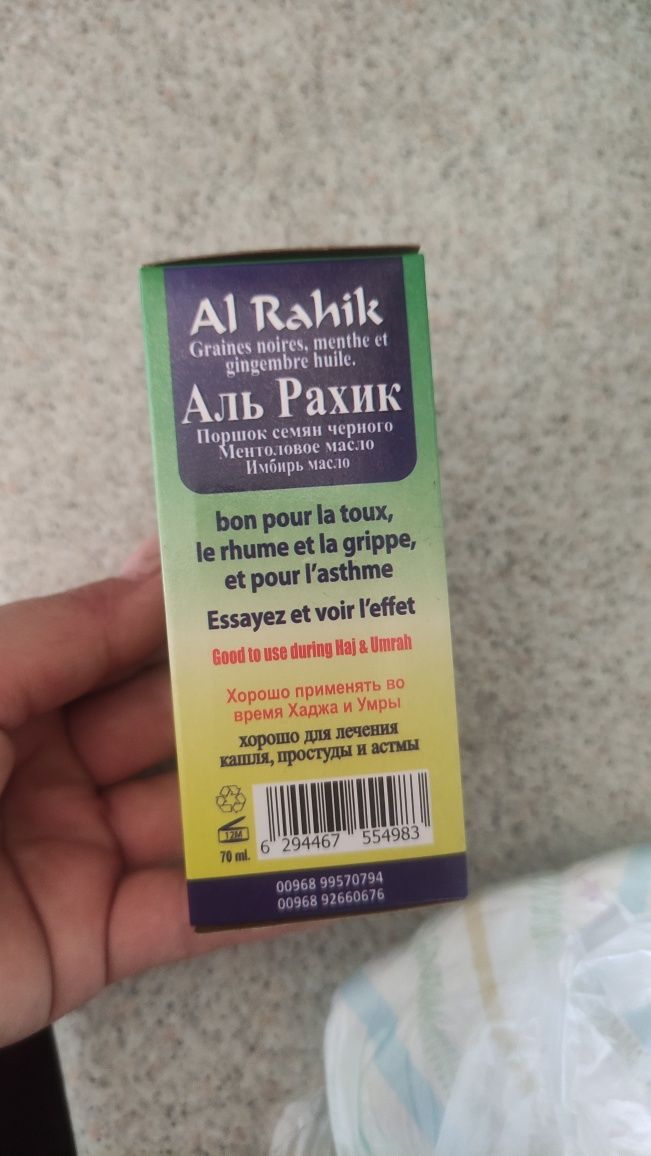 Al Rahik
Graines noires, menthe et
gingembre huile.
Аль Рахик
Поршок семян черного
Ментоловое масло
Имбирь масло
bon pour la toux,
le rhume et la grippe,
et pour l'asthme
Essayez et voir l'effet
Good to use during Haj & Umrah
Хорошо применять во
время Хаджа и Умры
хорошо для лечения
кашля, простуды и астмы
12M
70 ml.
6 294467 554983
00968 99570794
00968 92660676